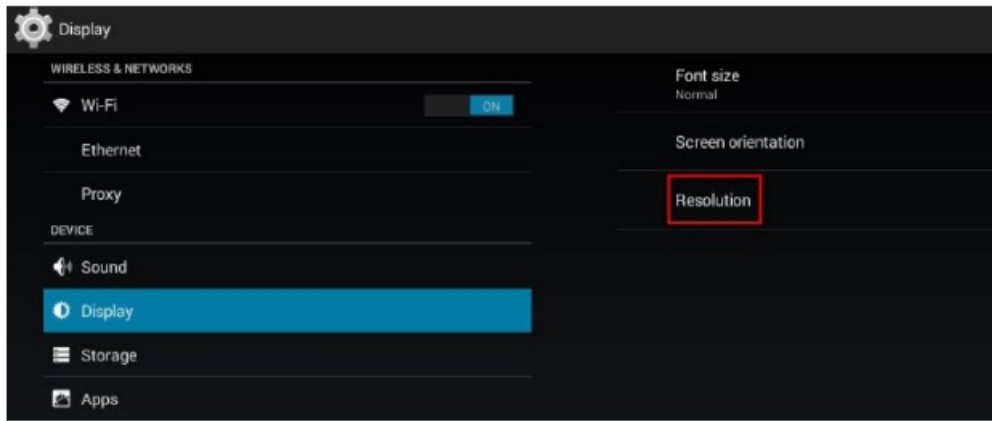 Display
WIRELESS & NETWORKS
Wi-Fi
ON
Ethernet
Proxy
DEVICE
Sound
Display
Storage
Apps
Font size
Normal
Screen orientation
Resolution